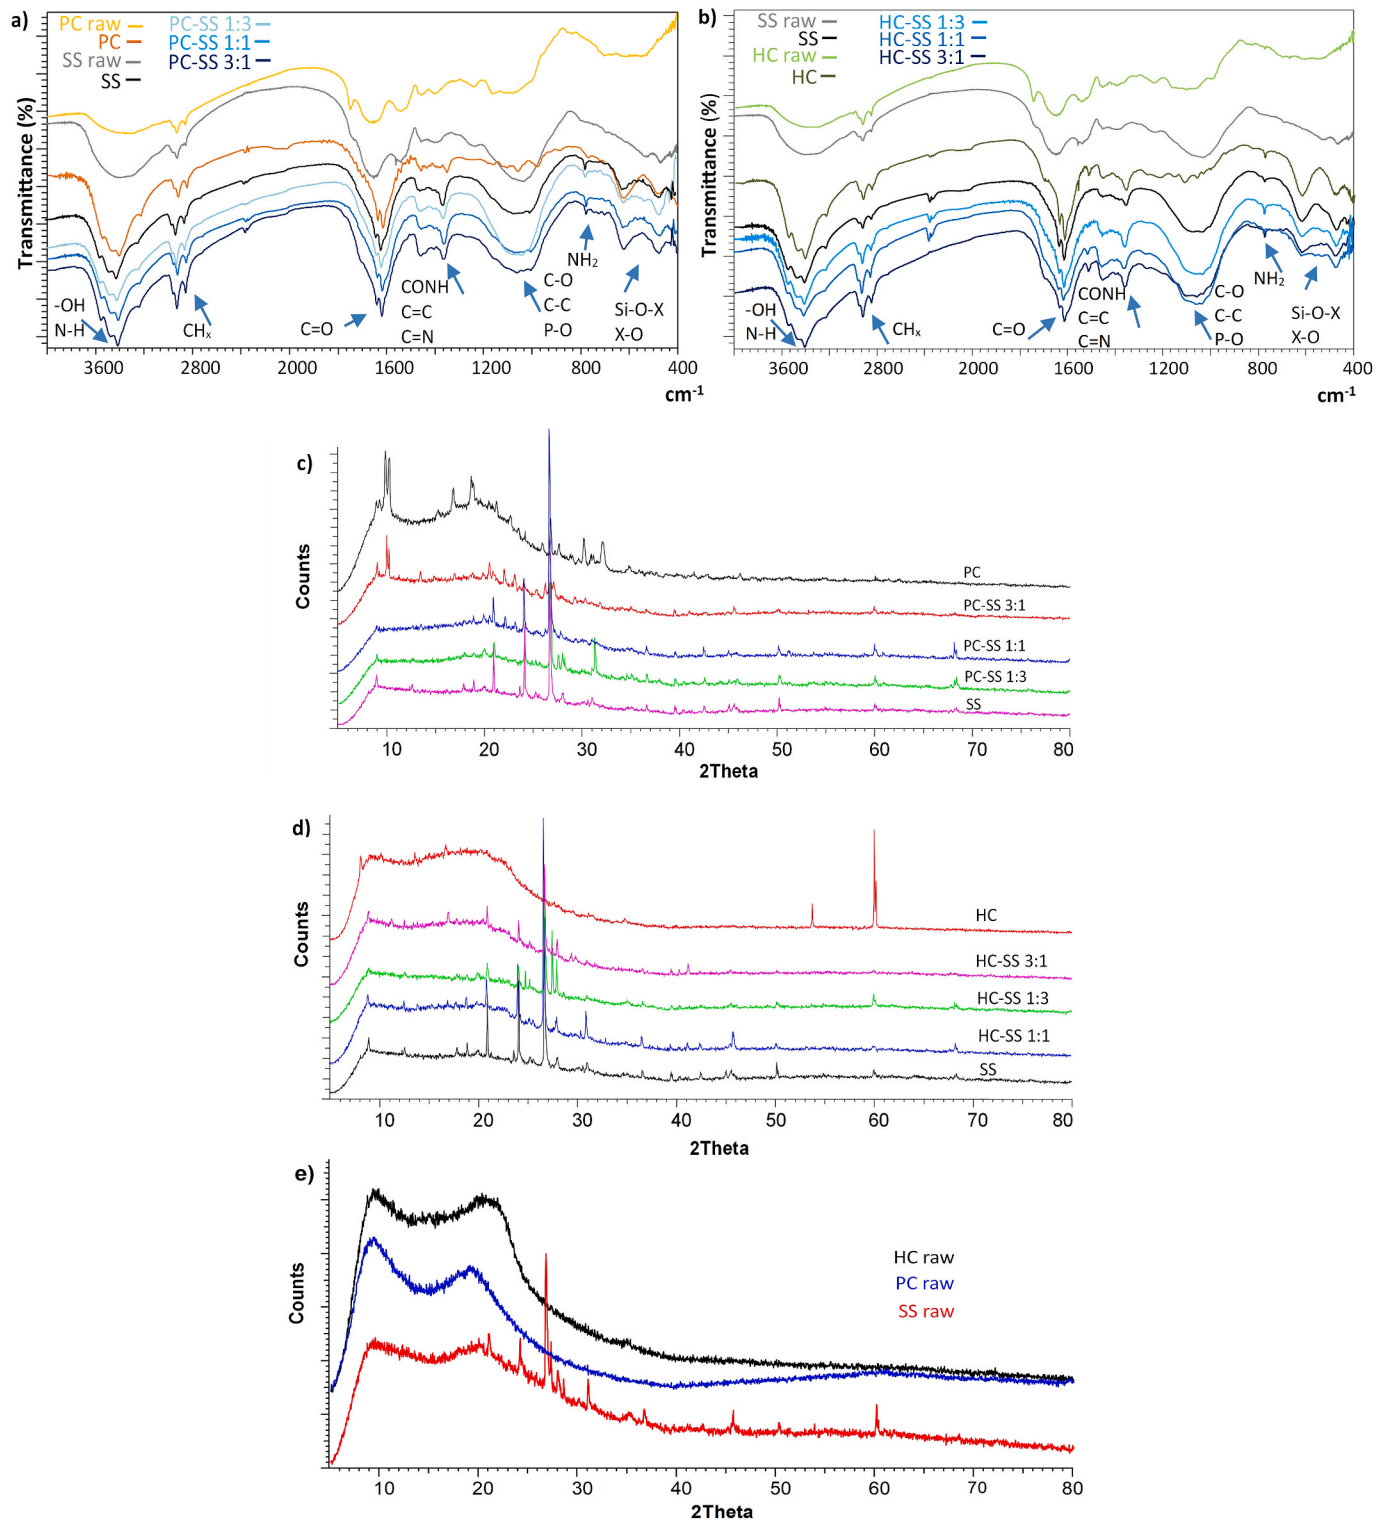 a)
PC raw
PC
SS raw
SS
PC-SS 1:3
PC-SS 1:1
PC-SS 3:1
Transmittance (%)
-OH
N-H
CHₓ
C=O
CONH
C=C
C=N
NH₂
C-O
C-C
P-O
Si-O-X
X-O
3600 2800 2000 1600 1200 800 400
cm⁻¹
b)
SS raw
SS
HC raw
HC
HC-SS 1:3
HC-SS 1:1
HC-SS 3:1
Transmittance (%)
-OH
N-H
CHₓ
C=O
CONH
C=C
C=N
C-O
C-C
P-O
NH₂
Si-O-X
X-O
3600 2800 2000 1600 1200 800 400
cm⁻¹
c)
Counts
PC
PC-SS 3:1
PC-SS 1:1
PC-SS 1:3
SS
10 20 30 40 50 60 70 80
2Theta
d)
Counts
HC
HC-SS 3:1
HC-SS 1:3
HC-SS 1:1
SS
10 20 30 40 50 60 70 80
2Theta
e)
Counts
HC raw
PC raw
SS raw
10 20 30 40 50 60 70 80
2Theta